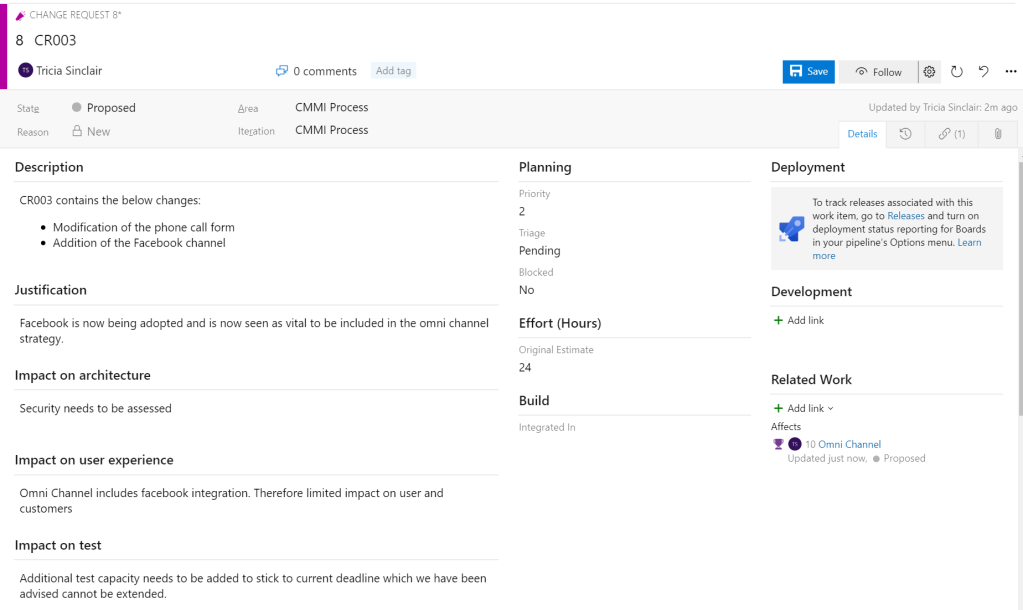 CHANGE REQUEST 8*
8 CR003
TS Tricia Sinclair
0 comments
Add tag
Save
Follow
State
Proposed
Area
CMMI Process
Updated by Tricia Sinclair: 2m ago
Reason
New
Iteration
CMMI Process
Details
(1)
Description
CR003 contains the below changes:
• Modification of the phone call form
• Addition of the Facebook channel
Justification
Facebook is now being adopted and is now seen as vital to be included in the omni channel
strategy.
Impact on architecture
Security needs to be assessed
Impact on user experience
Omni Channel includes facebook integration. Therefore limited impact on user and
customers
Impact on test
Additional test capacity needs to be added to stick to current deadline which we have been
advised cannot be extended.
Planning
Priority
2
Triage
Pending
Blocked
No
Effort (Hours)
Original Estimate
24
Build
Integrated In
Deployment
To track releases associated with this
work item, go to Releases and turn on
deployment status reporting for Boards
in your pipeline's Options menu. Learn
more
Development
+ Add link
Related Work
+ Add link
Affects
TS 10 Omni Channel
Updated just now, Proposed